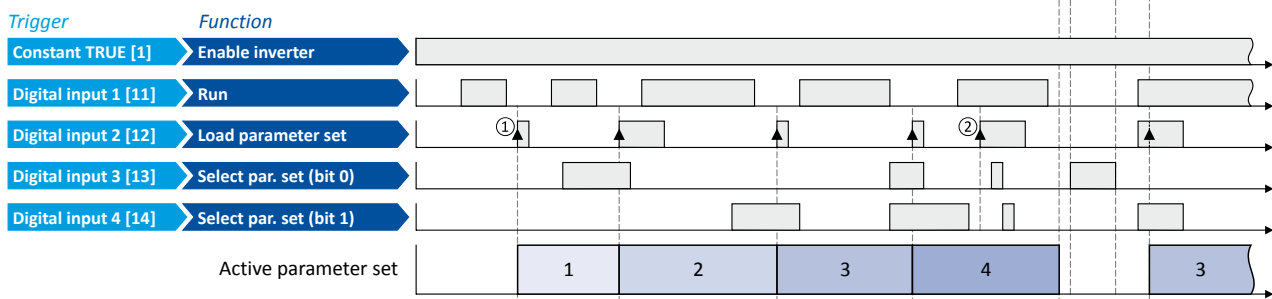 Trigger Function
Constant TRUE [1] Enable inverter
Digital input 1 [11] Run
Digital input 2 [12] Load parameter set ① ②
Digital input 3 [13] Select par. set (bit 0)
Digital input 4 [14] Select par. set (bit 1)
Active parameter set 1 2 3 4 3